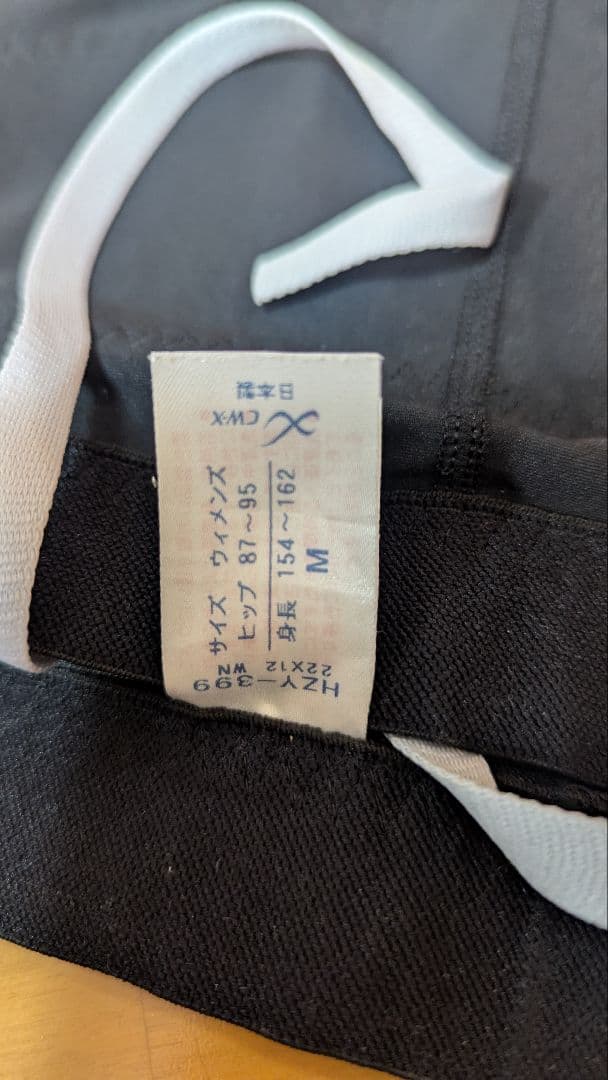 日本製
CW-X
サイズ ウィメンズ
ヒップ 87〜95
身長 154〜162
M
HZY-399
22X12 WN